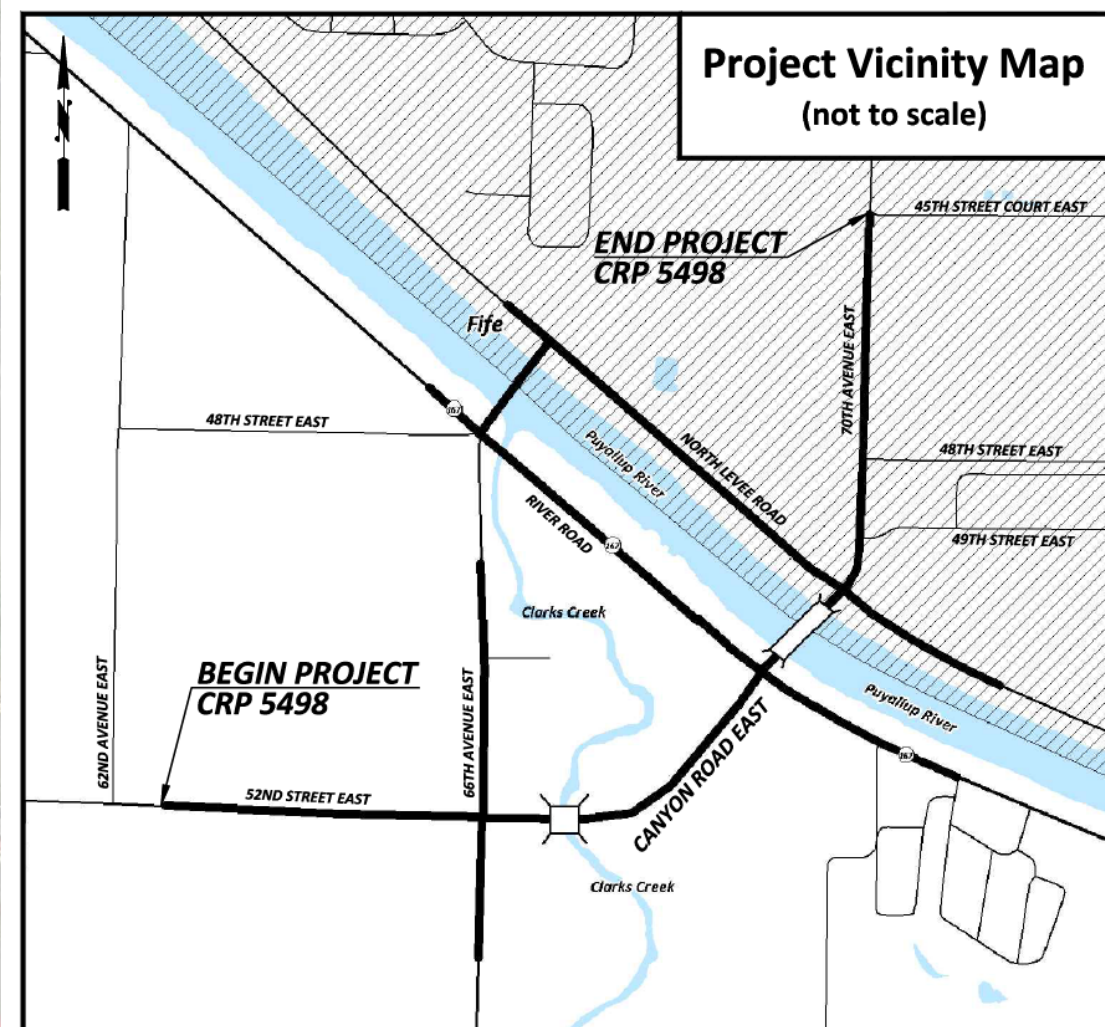 Project Vicinity Map
(not to scale)
N
45TH STREET COURT EAST
END PROJECT
CRP 5498
Fife
70TH AVENUE EAST
167
48TH STREET EAST
Puyallup River
NORTH LEVEE ROAD
48TH STREET EAST
RIVER ROAD
167
49TH STREET EAST
Clarks Creek
BEGIN PROJECT
CRP 5498
62ND AVENUE EAST
66TH AVENUE EAST
Puyallup River
CANYON ROAD EAST
167
52ND STREET EAST
Clarks Creek